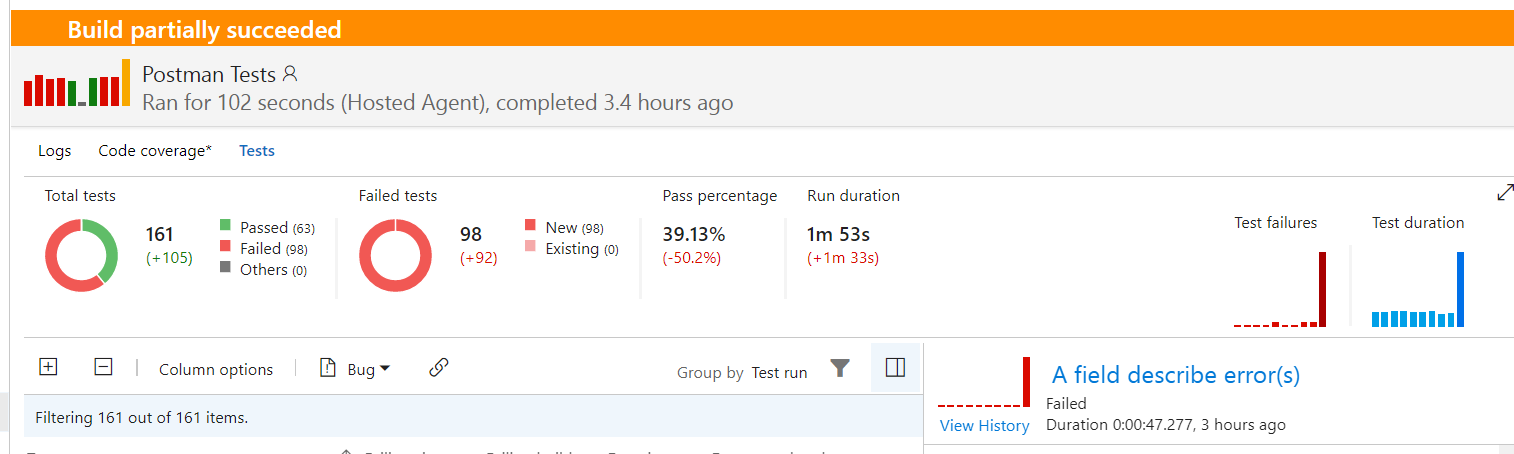 Build partially succeeded
Postman Tests
Ran for 102 seconds (Hosted Agent), completed 3.4 hours ago
Logs Code coverage* Tests
Total tests
161
(+105)
Passed (63)
Failed (98)
Others (0)
Failed tests
98
(+92)
New (98)
Existing (0)
Pass percentage
39.13%
(-50.2%)
Run duration
1m 53s
(+1m 33s)
Test failures
Test duration
Column options Bug Group by Test run
Filtering 161 out of 161 items.
A field describe error(s)
Failed
View History
Duration 0:00:47.277, 3 hours ago